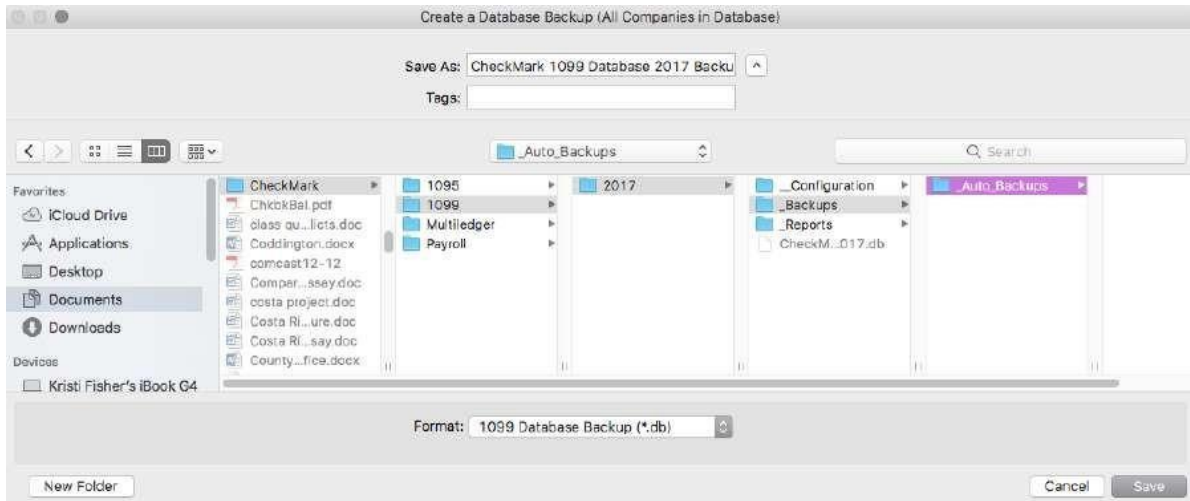 Create a Database Backup (All Companies in Database)
Save As: CheckMark 1099 Database 2017 Backu
Tags:
_Auto_Backups
Search
Favorites
iCloud Drive
Applications
Desktop
Documents
Downloads
Devices
Kristi Fisher's iBook G4
CheckMark
ChkbkBal.pdf
class qu...licts.doc
Coddington.docx
comcast12-12
Compar...ssay.doc
costa project.doc
Costa Ri...ure.doc
Costa Ri...say.doc
County...fice.docx
1095
1099
Multiledger
Payroll
2017
__Configuration
_Backups
_Reports
CheckM...017.db
_Auto_Backups
Format: 1099 Database Backup (*.db)
New Folder
Cancel
Save